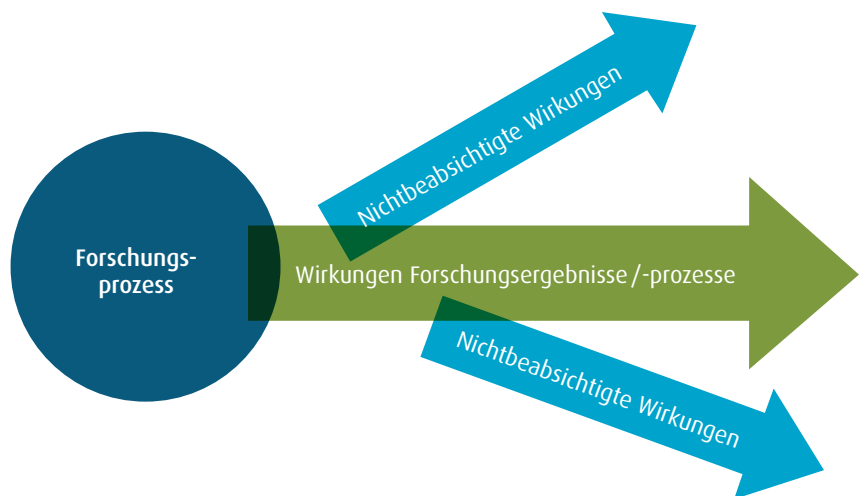 Nichtbeabsichtigte Wirkungen
Forschungs-
prozess
Wirkungen Forschungsergebnisse/-prozesse
Nichtbeabsichtigte Wirkungen